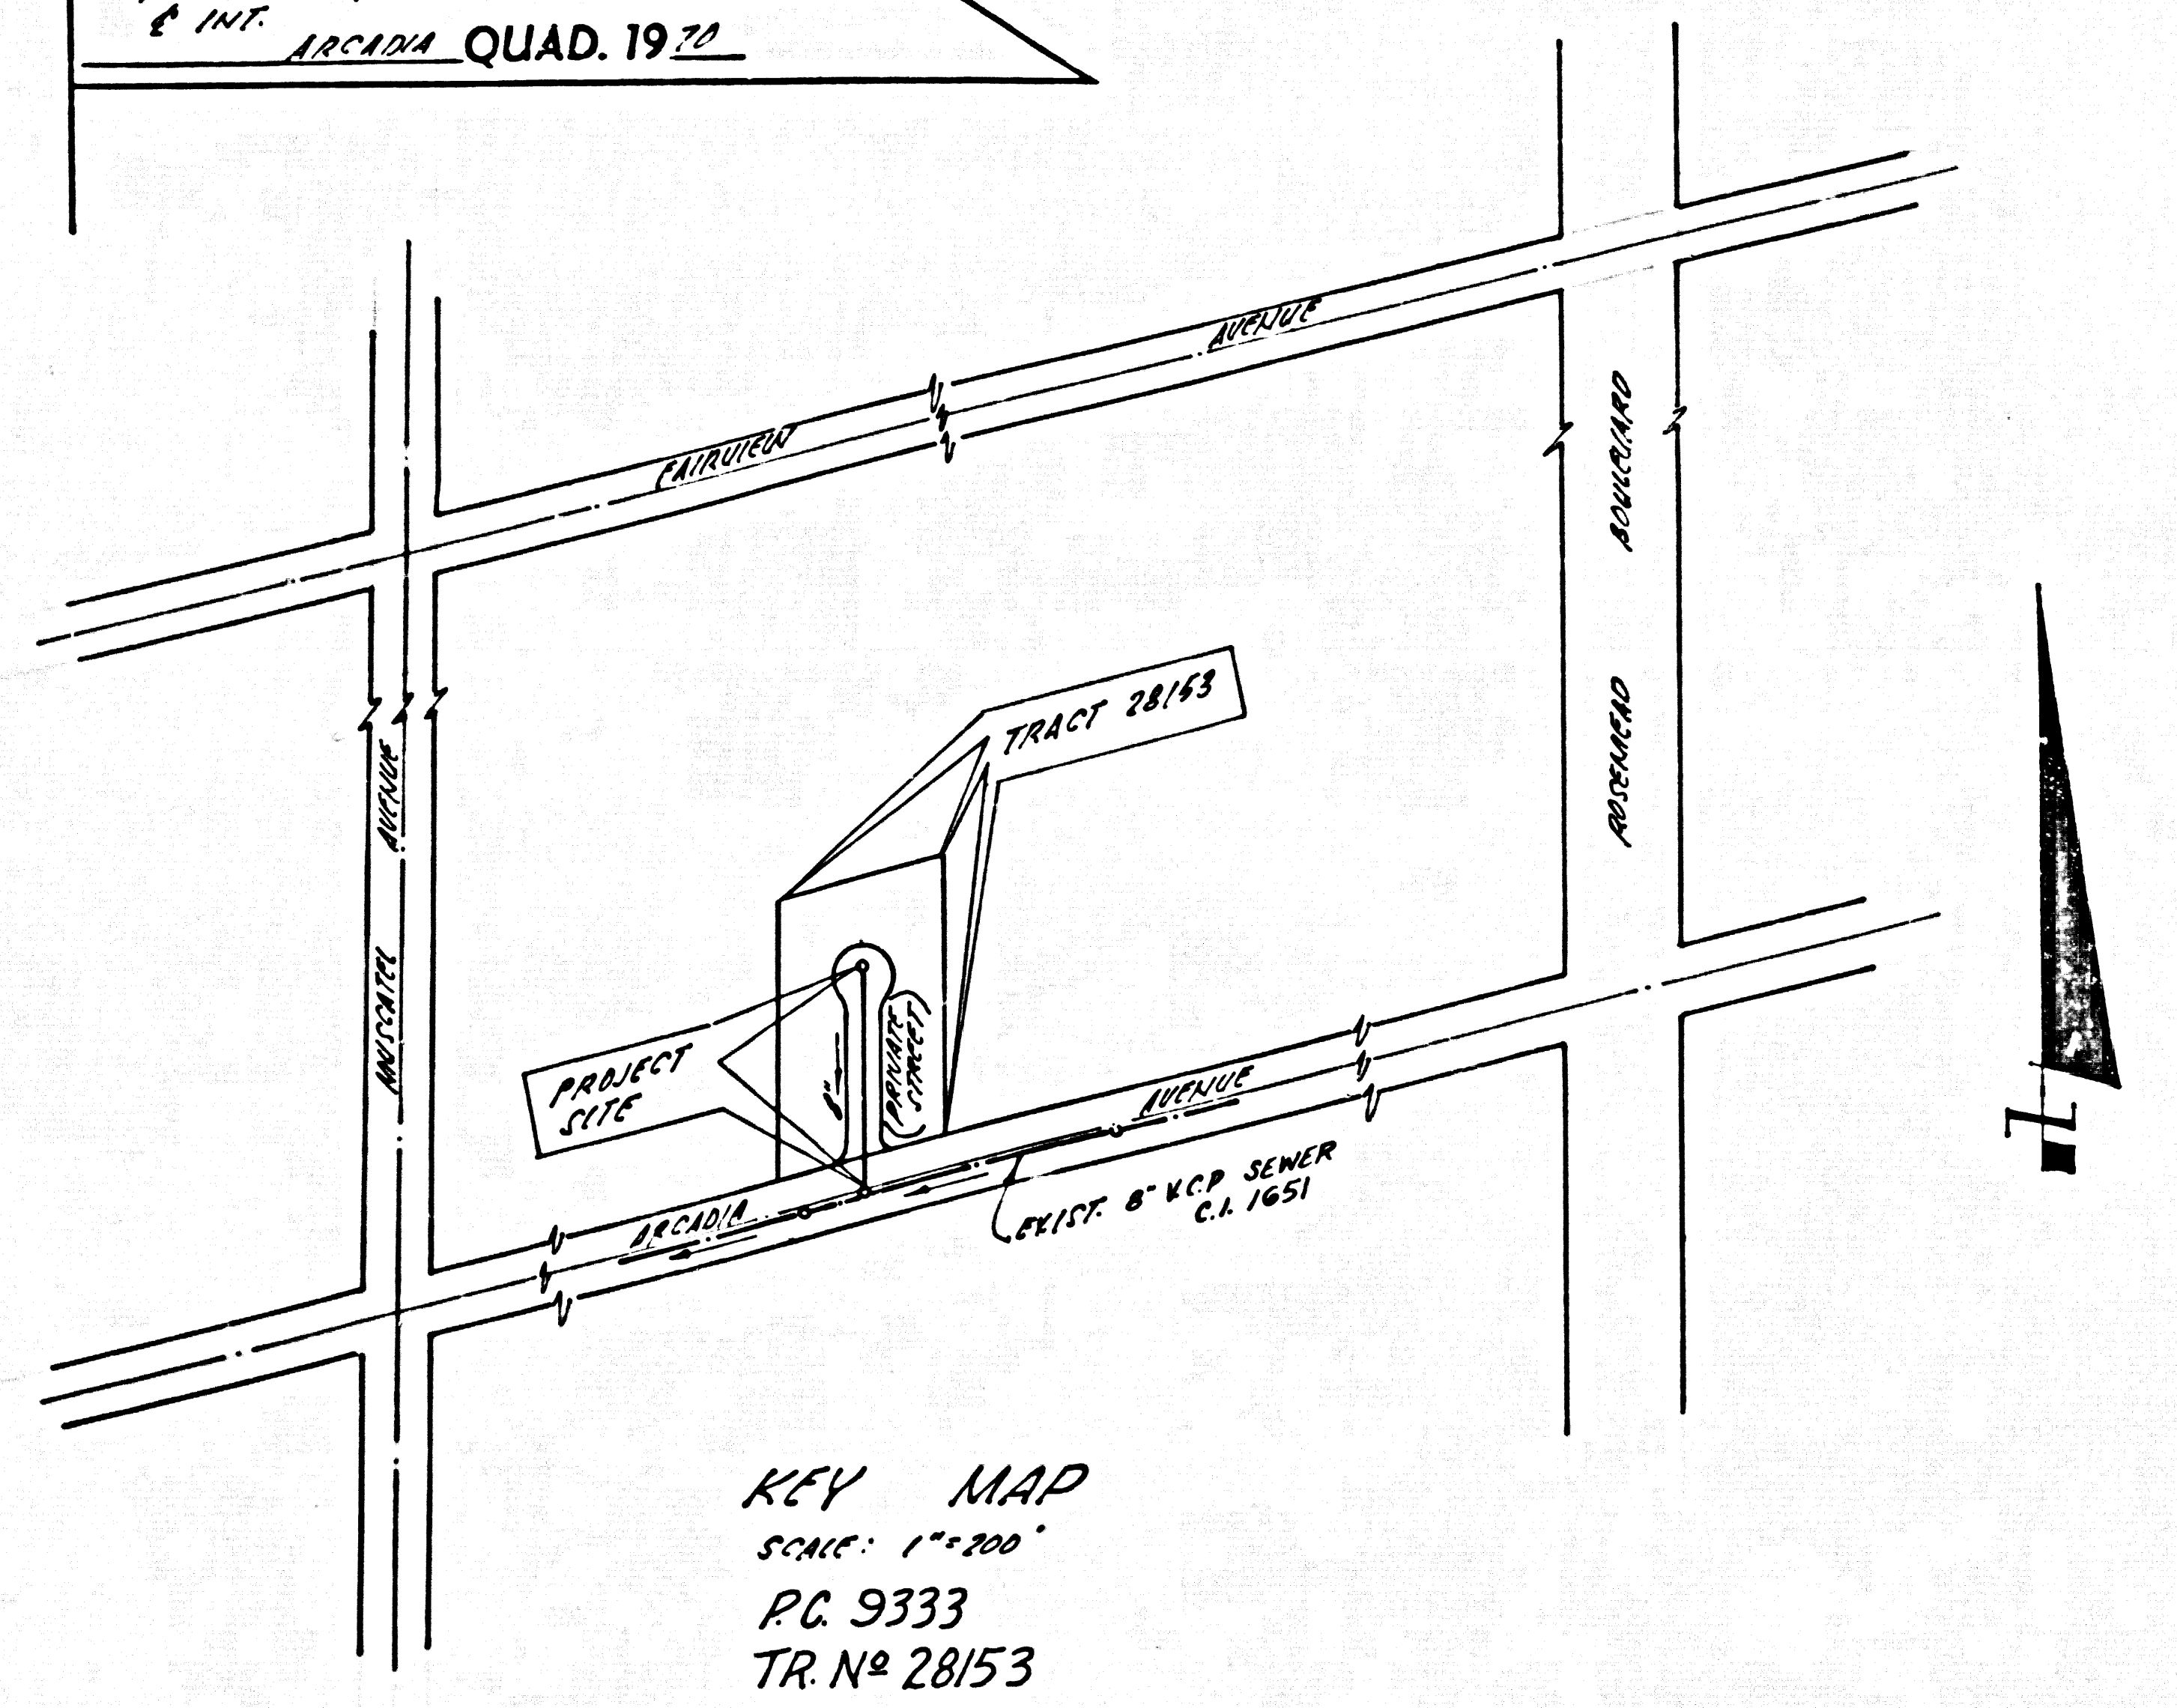 ℄ INT.
ARCADIA QUAD. 1970
AVENUE
FAIRVIEW
BOULEVARD
ROSEMEAD
TRACT 28153
AVENUE
MUSCATEL
PROJECT
SITE
8"
(PRIVATE
STREET)
AVENUE
ARCADIA
EXIST. 8" V.C.P SEWER
C.I. 1651
KEY MAP
SCALE: 1"=200'
P.C. 9333
TR. Nº 28153